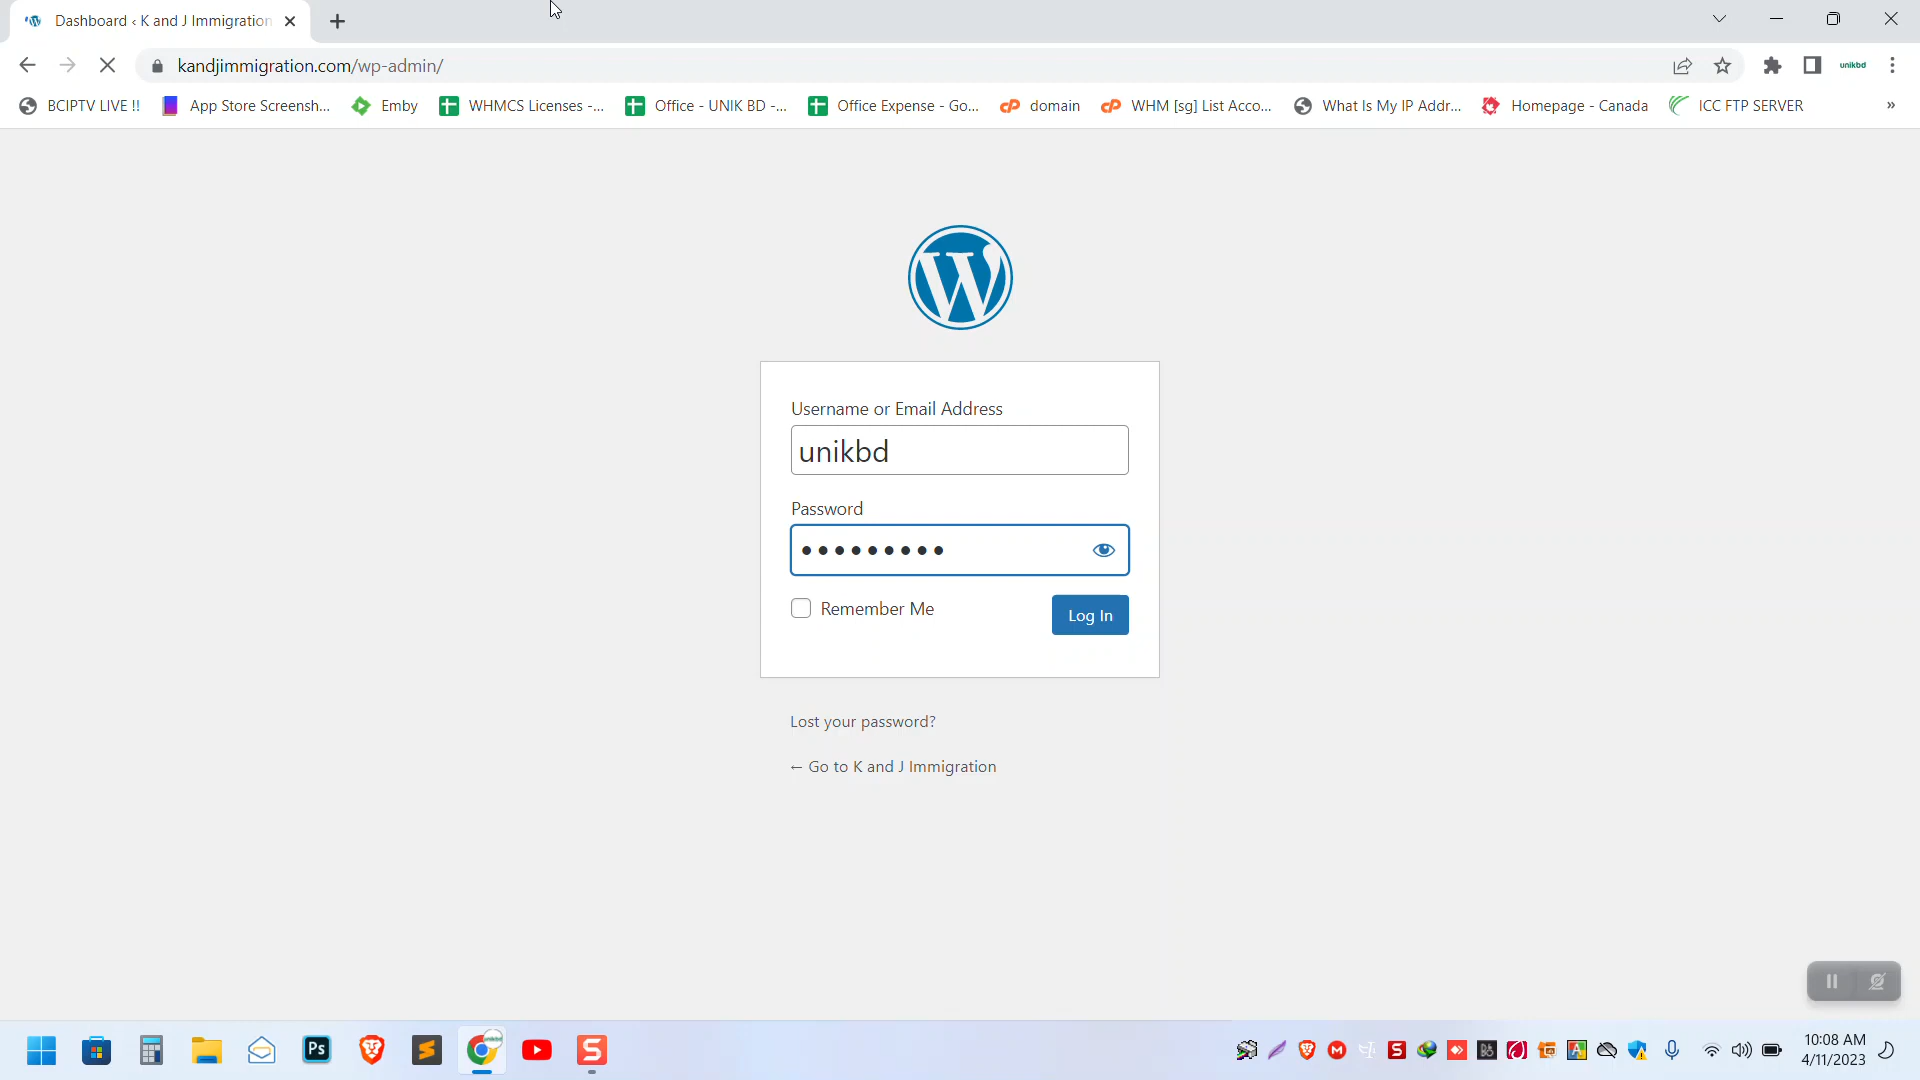 Dashboard ‹ K and J Immigration
kandjimmigration.com/wp-admin/
unikbd
BCIPTV LIVE !!
App Store Screensh...
Emby
WHMCS Licenses -...
Office - UNIK BD -...
Office Expense - Go...
domain
WHM [sg] List Acco...
What Is My IP Addr...
Homepage - Canada
ICC FTP SERVER
»
Username or Email Address
unikbd
Password
Remember Me
Log In
Lost your password?
← Go to K and J Immigration
10:08 AM
4/11/2023